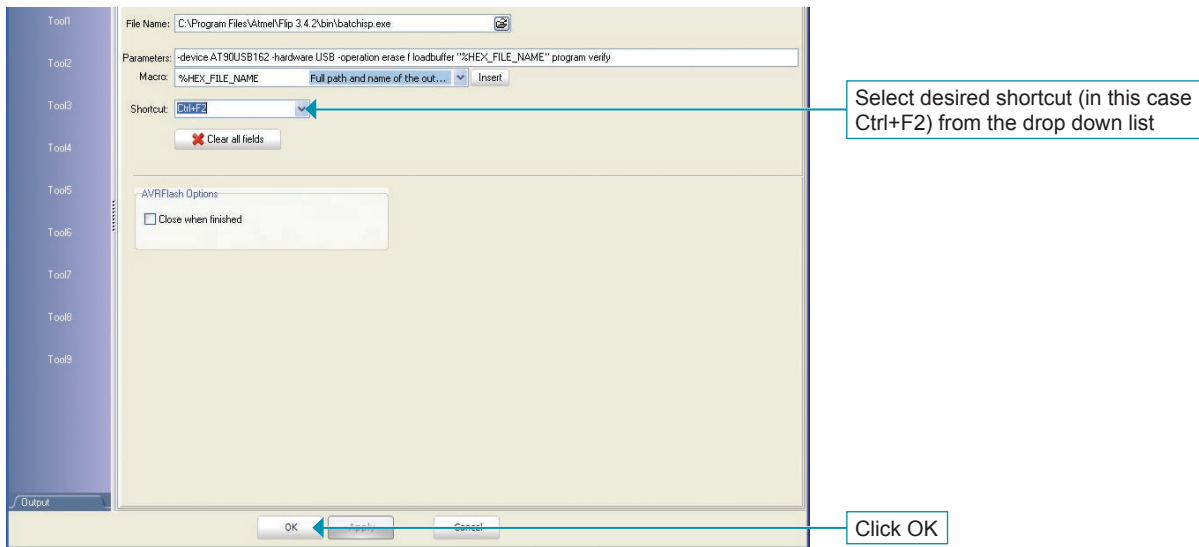 Tool1
Tool2
Tool3
Tool4
Tool5
Tool6
Tool7
Tool8
Tool9
Output
File Name: C:\Program Files\Atmel\Flip 3.4.2\bin\batchisp.exe
Parameters: -device AT90USB162 -hardware USB -operation erase f loadbuffer "%HEX_FILE_NAME" program verify
Macro: %HEX_FILE_NAME Full path and name of the out... Insert
Shortcut: Ctrl+F2
Clear all fields
AVRFlash Options
Close when finished
OK Apply Cancel
Select desired shortcut (in this case
Ctrl+F2) from the drop down list
Click OK